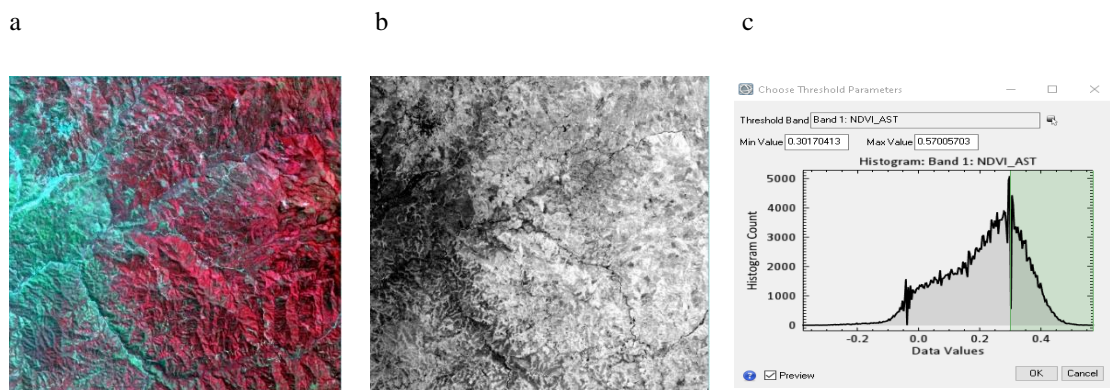 a b c
Choose Threshold Parameters
Threshold Band Band 1: NDVI_AST
Min Value 0.30170413 Max Value 0.57005703
Histogram: Band 1: NDVI_AST
5000
4000
3000
2000
1000
0
Histogram Count
-0.2 0.0 0.2 0.4
Data Values
? Preview OK Cancel